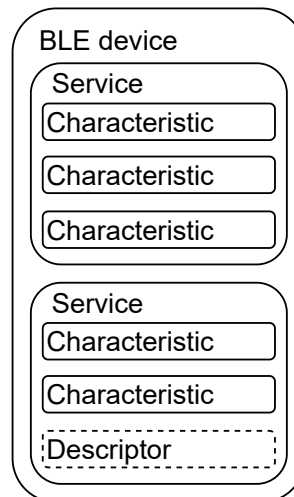 BLE device
Service
Characteristic
Characteristic
Characteristic
Service
Characteristic
Characteristic
Descriptor